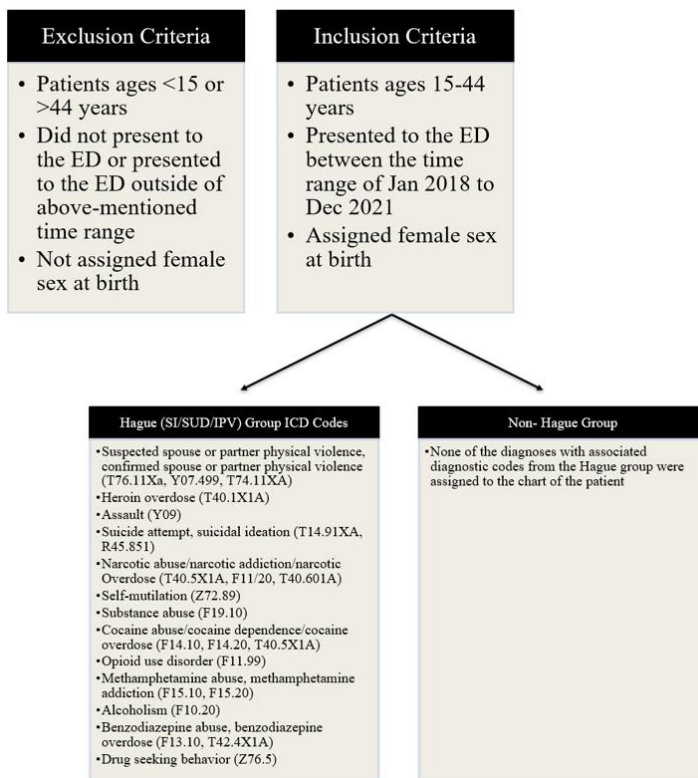 Exclusion Criteria
• Patients ages <15 or
>44 years
• Did not present to
the ED or presented
to the ED outside of
above-mentioned
time range
• Not assigned female
sex at birth
Inclusion Criteria
• Patients ages 15-44
years
• Presented to the ED
between the time
range of Jan 2018 to
Dec 2021
• Assigned female sex
at birth
Hague (SI/SUD/IPV) Group ICD Codes
•Suspected spouse or partner physical violence,
confirmed spouse or partner physical violence
(T76.11Xa, Y07.499, T74.11XA)
•Heroin overdose (T40.1X1A)
•Assault (Y09)
•Suicide attempt, suicidal ideation (T14.91XA,
R45.851)
•Narcotic abuse/narcotic addiction/narcotic
Overdose (T40.5X1A, F11/20, T40.601A)
•Self-mutilation (Z72.89)
•Substance abuse (F19.10)
•Cocaine abuse/cocaine dependence/cocaine
overdose (F14.10, F14.20, T40.5X1A)
•Opioid use disorder (F11.99)
•Methamphetamine abuse, methamphetamine
addiction (F15.10, F15.20)
•Alcoholism (F10.20)
•Benzodiazepine abuse, benzodiazepine
overdose (F13.10, T42.4X1A)
•Drug seeking behavior (Z76.5)
Non- Hague Group
•None of the diagnoses with associated
diagnostic codes from the Hague group were
assigned to the chart of the patient